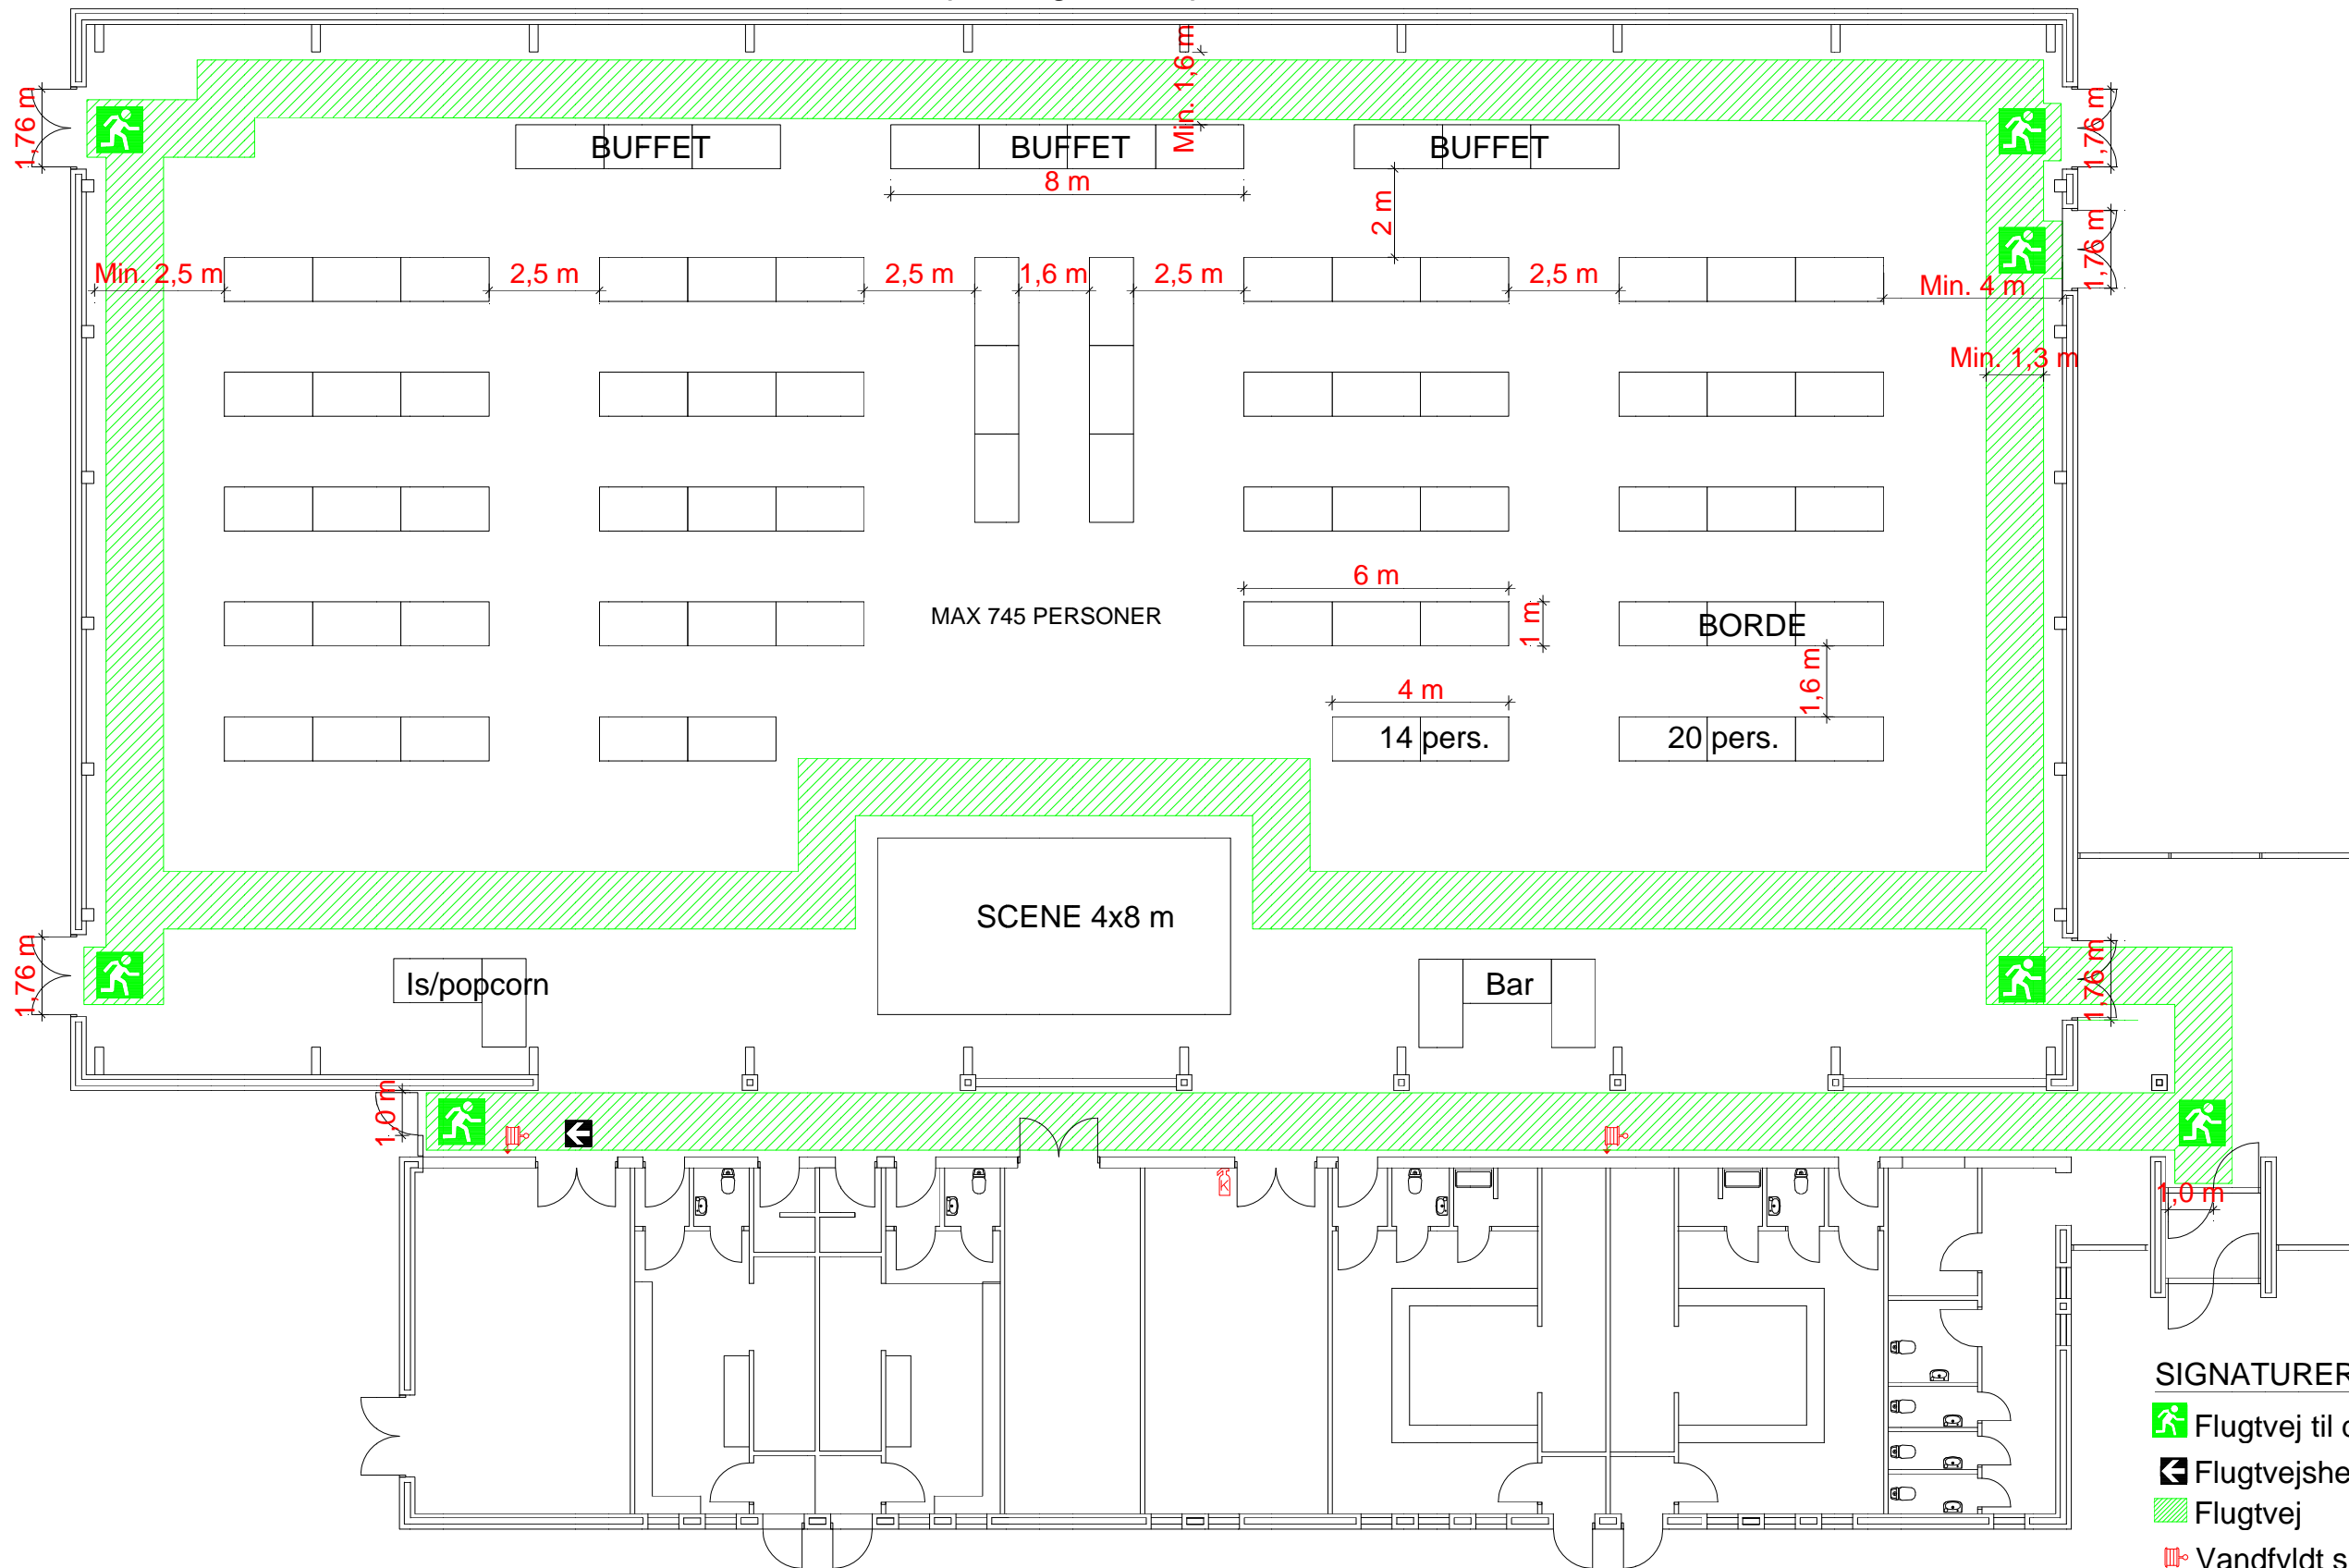 Min. 1,6 m
1,76 m
1,76 m
BUFFET
BUFFET
BUFFET
8 m
2 m
1,76 m
Min. 2,5 m
2,5 m
2,5 m
1,6 m
2,5 m
2,5 m
Min. 4 m
Min. 1,3 m
6 m
1 m
MAX 745 PERSONER
BORDE
1,6 m
4 m
14 pers.
20 pers.
SCENE 4x8 m
1,76 m
Is/popcorn
Bar
1,76 m
1,0 m
K
1,0 m
SIGNATURER
Flugtvej til
Flugtvejshe
Flugtvej
Vandfyldt s